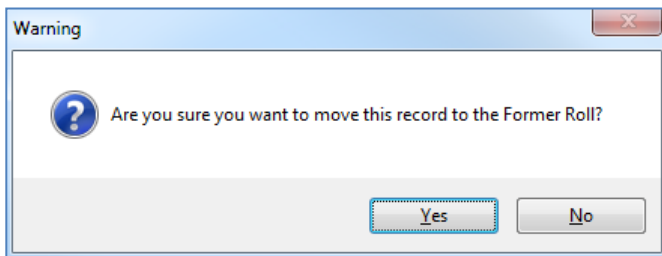 Warning
Are you sure you want to move this record to the Former Roll?
Yes
No